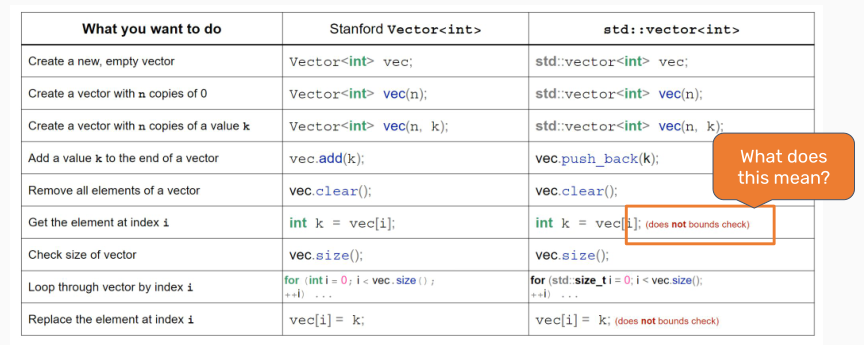 What you want to do Stanford Vector<int> std::vector<int>
Create a new, empty vector Vector<int> vec; std::vector<int> vec;
Create a vector with n copies of 0 Vector<int> vec(n); std::vector<int> vec(n);
Create a vector with n copies of a value k Vector<int> vec(n, k); std::vector<int> vec(n, k);
Add a value k to the end of a vector vec.add(k); vec.push_back(k);
What does
this mean?
Remove all elements of a vector vec.clear(); vec.clear();
Get the element at index i int k = vec[i]; int k = vec[i]; (does not bounds check)
Check size of vector vec.size(); vec.size();
Loop through vector by index i for (int i = 0; i < vec.size(); for (std::size_t i = 0; i < vec.size();
++i) ... ++i) ...
Replace the element at index i vec[i] = k; vec[i] = k; (does not bounds check)